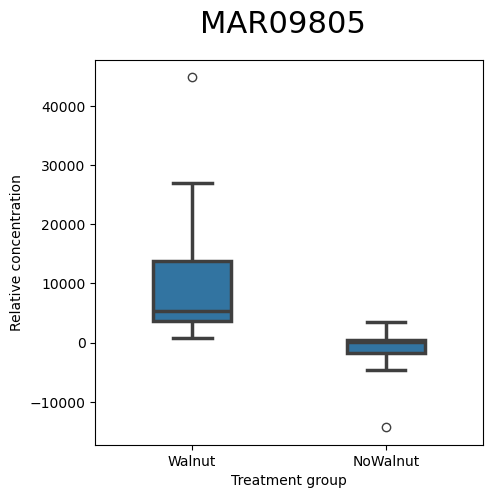 MAR09805
Relative concentration
40000
30000
20000
10000
0
−10000
Walnut
NoWalnut
Treatment group